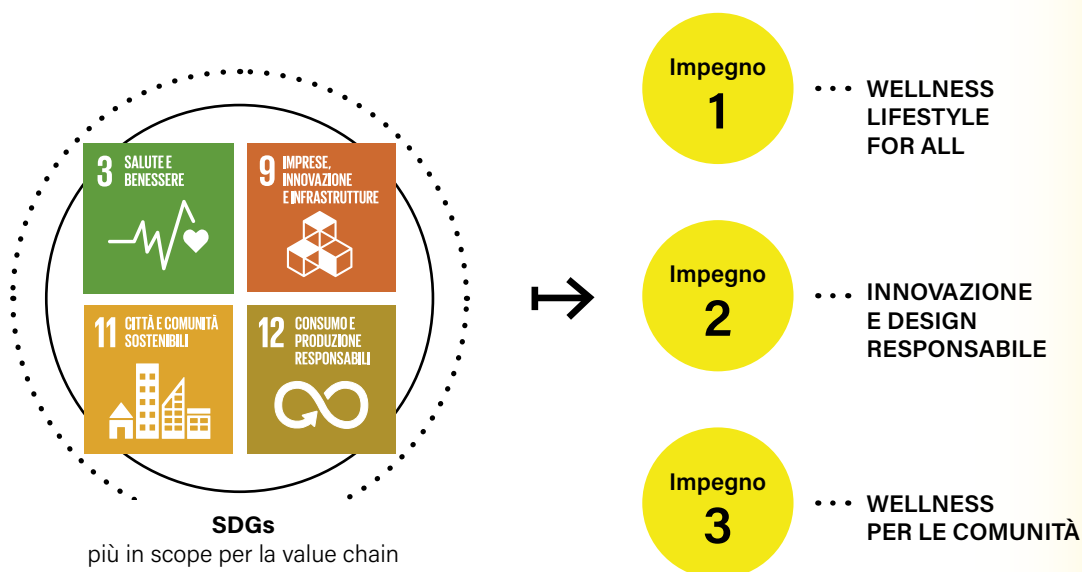 3 SALUTE E
BENESSERE
9 IMPRESE,
INNOVAZIONE
E INFRASTRUTTURE
11 CITTÀ E COMUNITÀ
SOSTENIBILI
12 CONSUMO E
PRODUZIONE
RESPONSABILI
SDGs
più in scope per la value chain
Impegno
1
WELLNESS
LIFESTYLE
FOR ALL
Impegno
2
INNOVAZIONE
E DESIGN
RESPONSABILE
Impegno
3
WELLNESS
PER LE COMUNITÀ